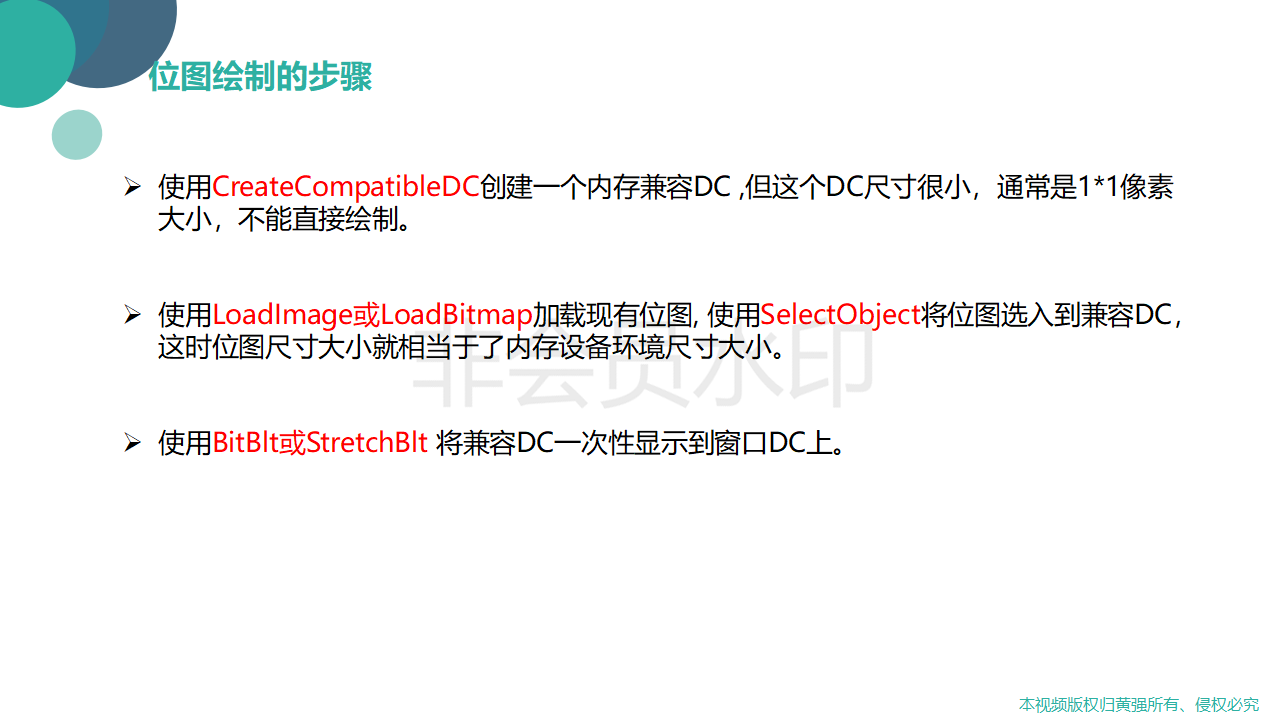 位图绘制的步骤
使用CreateCompatibleDC创建一个内存兼容DC ,但这个DC尺寸很小，通常是1*1像素
大小，不能直接绘制。
使用LoadImage或LoadBitmap加载现有位图, 使用SelectObject将位图选入到兼容DC，
这时位图尺寸大小就相当于了内存设备环境尺寸大小。
非会员水印
使用BitBlt或StretchBlt 将兼容DC一次性显示到窗口DC上。
本视频版权归黄强所有、侵权必究